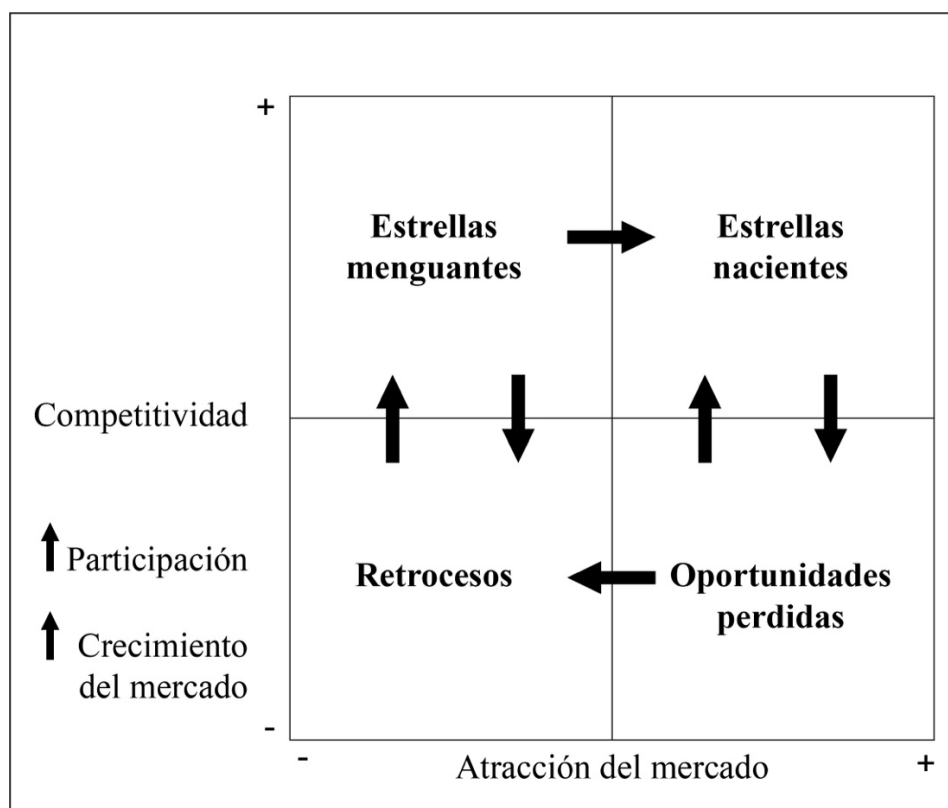 +
Estrellas
menguantes
Estrellas
nacientes
Competitividad
Participación
Crecimiento
del mercado
Retrocesos
Oportunidades
perdidas
-
-
Atracción del mercado
+